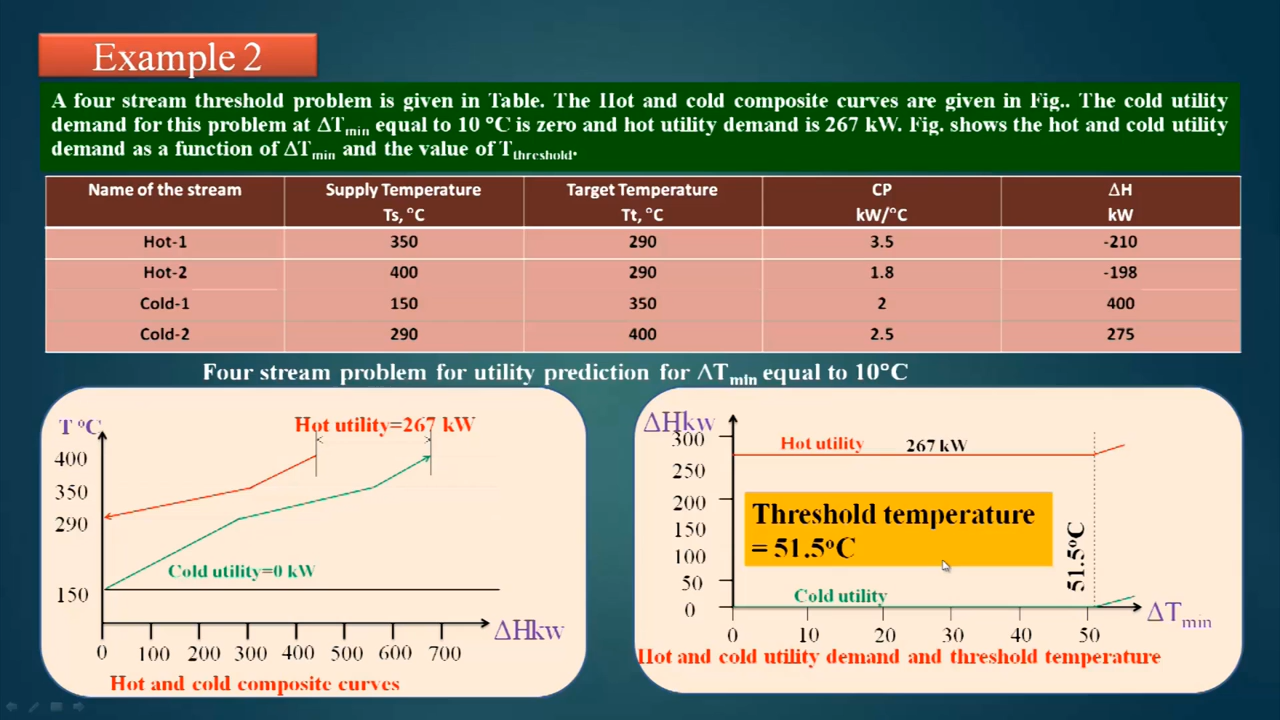 Example 2
A four stream threshold problem is given in Table. The Hot and cold composite curves are given in Fig.. The cold utility
demand for this problem at ΔTmin equal to 10 °C is zero and hot utility demand is 267 kW. Fig. shows the hot and cold utility
demand as a function of ΔTmin and the value of Tthreshold.
Name of the stream Supply Temperature Ts, °C Target Temperature Tt, °C CP kW/°C ΔH kW
Hot-1 350 290 3.5 -210
Hot-2 400 290 1.8 -198
Cold-1 150 350 2 400
Cold-2 290 400 2.5 275
Four stream problem for utility prediction for ΔTmin equal to 10°C
T °C
Hot utility=267 kW
400
350
290
Cold utility=0 kW
150
ΔHkw
0 100 200 300 400 500 600 700
Hot and cold composite curves
ΔHkw
300
Hot utility 267 kW
250
200
Threshold temperature
= 51.5°C
150
100
51.5°C
50
Cold utility
0
ΔTmin
0 10 20 30 40 50
Hot and cold utility demand and threshold temperature